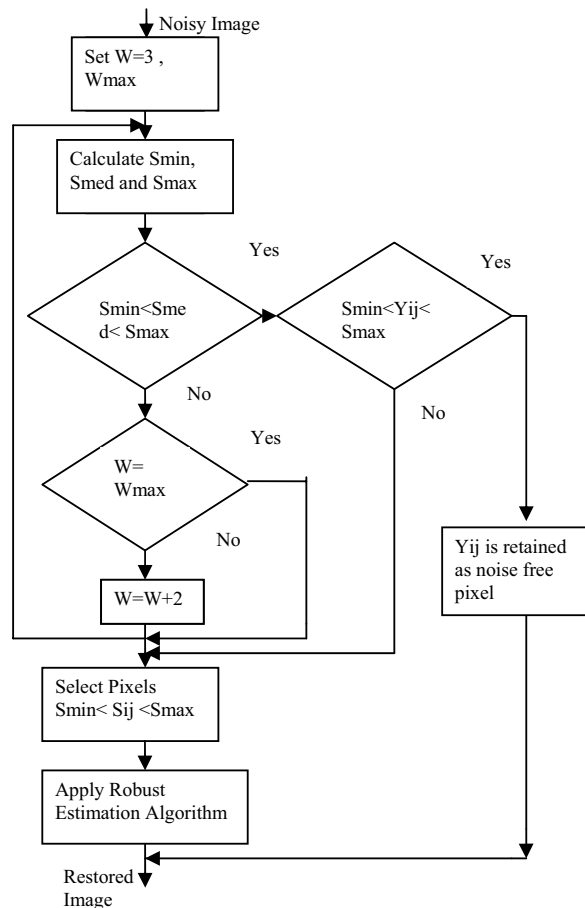 Noisy Image
Set W=3 ,
Wmax
Calculate Smin,
Smed and Smax
Yes
Yes
Smin<Sme
d< Smax
Smin<Yij<
Smax
No
No
Yes
W=
Wmax
No
Yij is retained
as noise free
pixel
W=W+2
Select Pixels
Smin< Sij <Smax
Apply Robust
Estimation Algorithm
Restored
Image